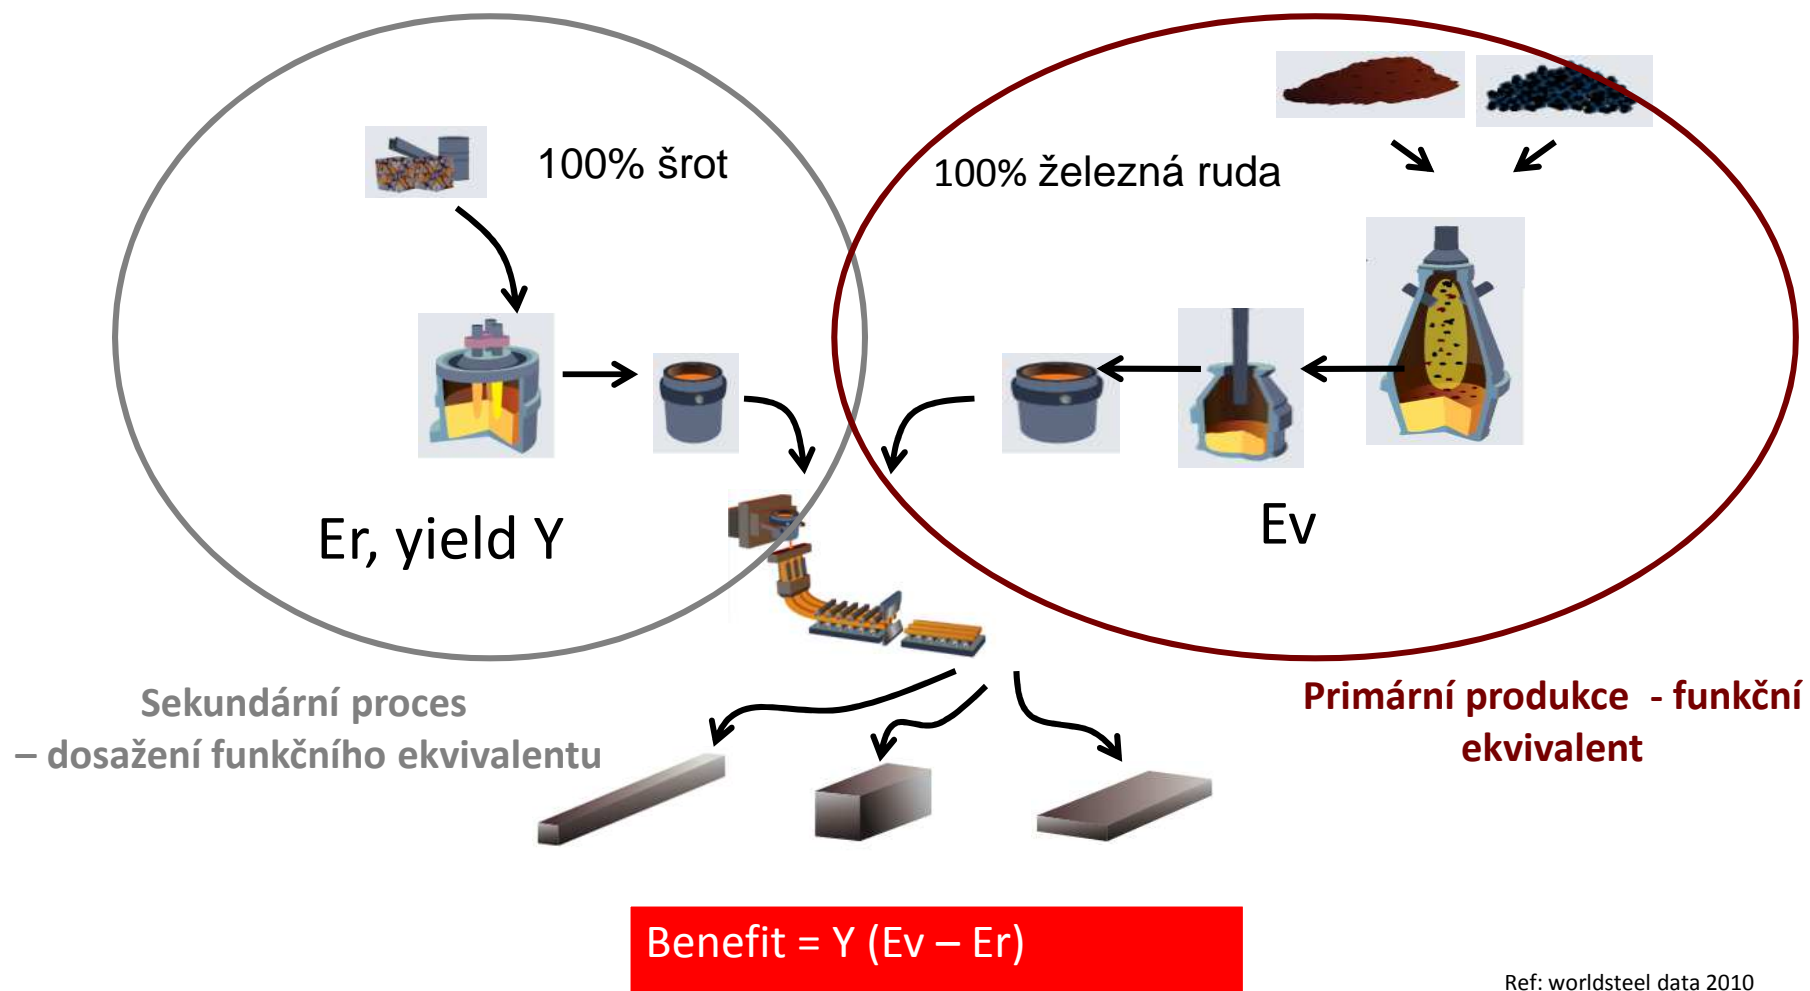 100% šrot
100% železná ruda
Er, yield Y
Ev
Sekundární proces
– dosažení funkčního ekvivalentu
Primární produkce - funkční
ekvivalent
Benefit = Y (Ev – Er)
Ref: worldsteel data 2010